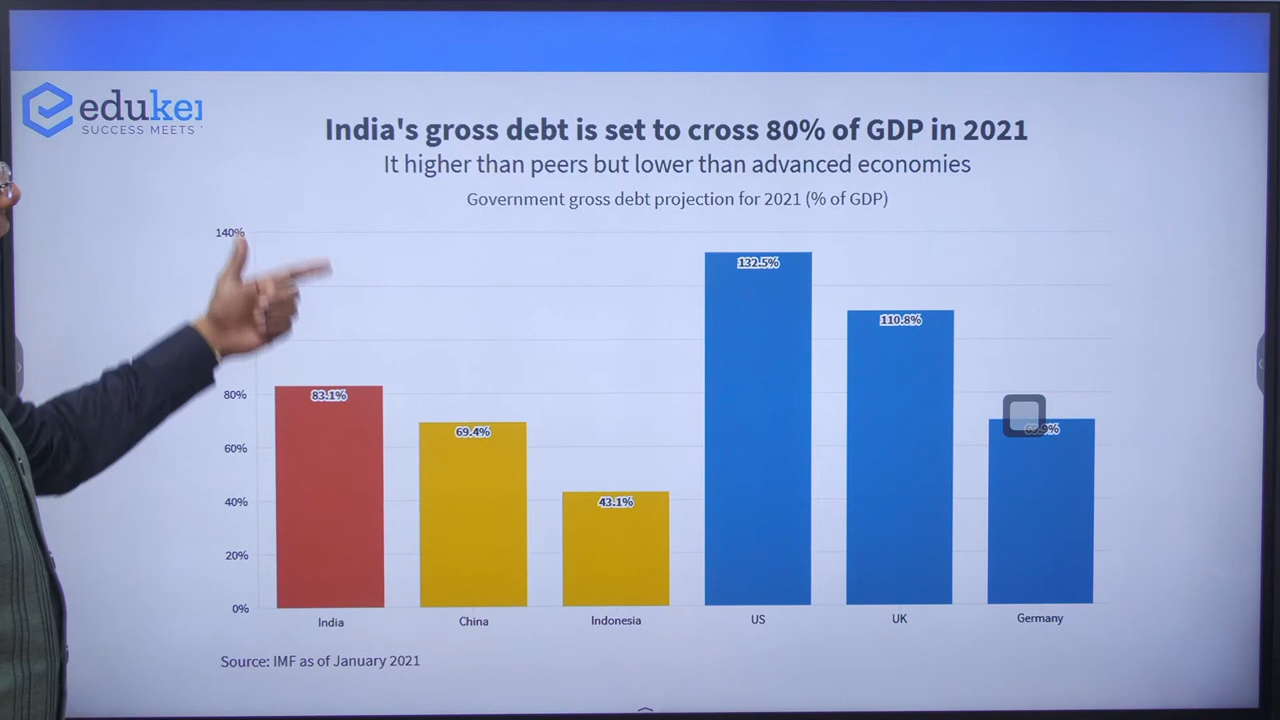 eduke
SUCCESS MEETS
India's gross debt is set to cross 80% of GDP in 2021
It higher than peers but lower than advanced economies
Government gross debt projection for 2021 (% of GDP)
140%
132.5%
110.8%
80%
83.1%
69.4%
60%
40%
43.1%
20%
0%
India
China
Indonesia
US
UK
Germany
Source: IMF as of January 2021